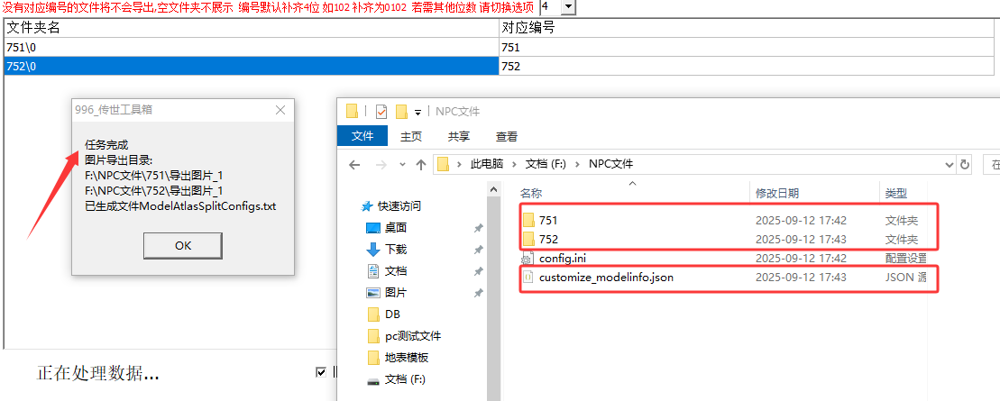 没有对应编号的文件将不会导出,空文件夹不展示 编号默认补齐4位 如102 补齐为0102 若需其他位数 请切换选项 4
文件夹名 对应编号
751\0 751
752\0 752
996_传世工具箱
任务完成
图片导出目录:
F:\NPC文件\751\导出图片_1
F:\NPC文件\752\导出图片_1
已生成文件ModelAtlasSplitConfigs.txt
OK
正在处理数据...
NPC文件
文件 主页 共享 查看
此电脑 文档 (F:) NPC文件
快速访问
桌面
下载
文档
图片
DB
pc测试文件
地表模板
文档 (F:)
名称 修改日期 类型
751 2025-09-12 17:42 文件夹
752 2025-09-12 17:43 文件夹
config.ini 2025-09-12 17:42 配置设置
customize_modelinfo.json 2025-09-12 17:43 JSON 源